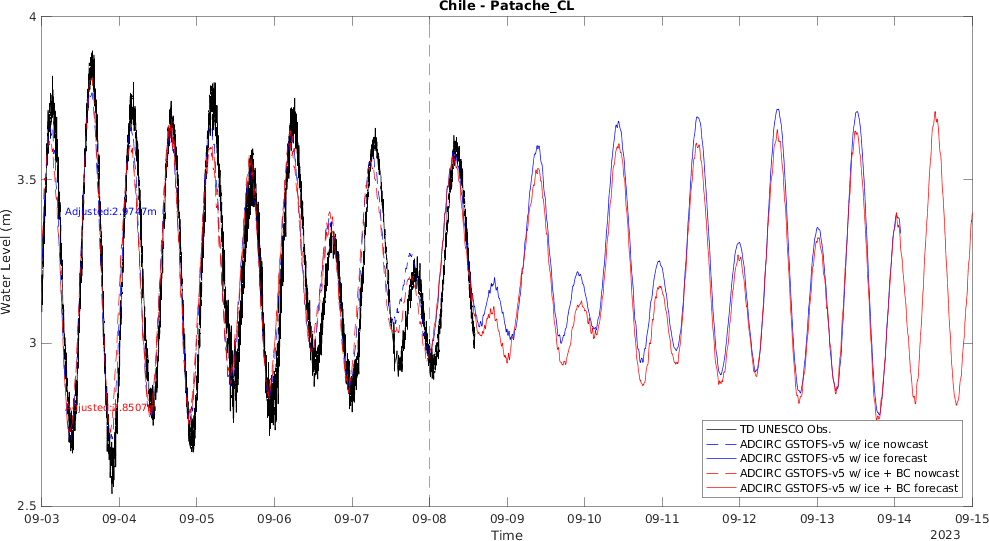 Chile - Patache_CL
4
3.5
3
2.5
Water Level (m)
Adjusted:2.9747m
Adjusted:2.8507m
TD UNESCO Obs.
ADCIRC GSTOFS-v5 w/ ice nowcast
ADCIRC GSTOFS-v5 w/ ice forecast
ADCIRC GSTOFS-v5 w/ ice + BC nowcast
ADCIRC GSTOFS-v5 w/ ice + BC forecast
09-03 09-04 09-05 09-06 09-07 09-08 09-09 09-10 09-11 09-12 09-13 09-14 09-15
Time
2023